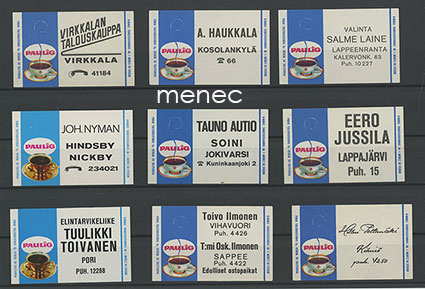 PAULIG
VIRKKALAN
TALOUSKAUPPA
VIRKKALA
☎ 41184
PAULIG
A. HAUKKALA
KOSOLANKYLÄ
☎ 66
PAULIG
VALINTA
SALME LAINE
LAPPEENRANTA
KALERVONK. 63
Puh. 10 227
menec
PAULIG
JOH. NYMAN
HINDSBY
NICKBY
☎ 234021
PAULIG
TAUNO AUTIO
SOINI
JOKIVARSI
☎ Kuninkaanjoki 2
PAULIG
EERO
JUSSILA
LAPPAJÄRVI
Puh. 15
PAULIG
ELINTARVIKELIIKE
TUULIKKI
TOIVANEN
PORI
PUH. 12288
PAULIG
Toivo Ilmonen
VIHAVUORI
Puh. 4426
T:mi Osk. Ilmonen
SAPPEE
Puh. 4422
Edulliset ostopaikat
PAULIG